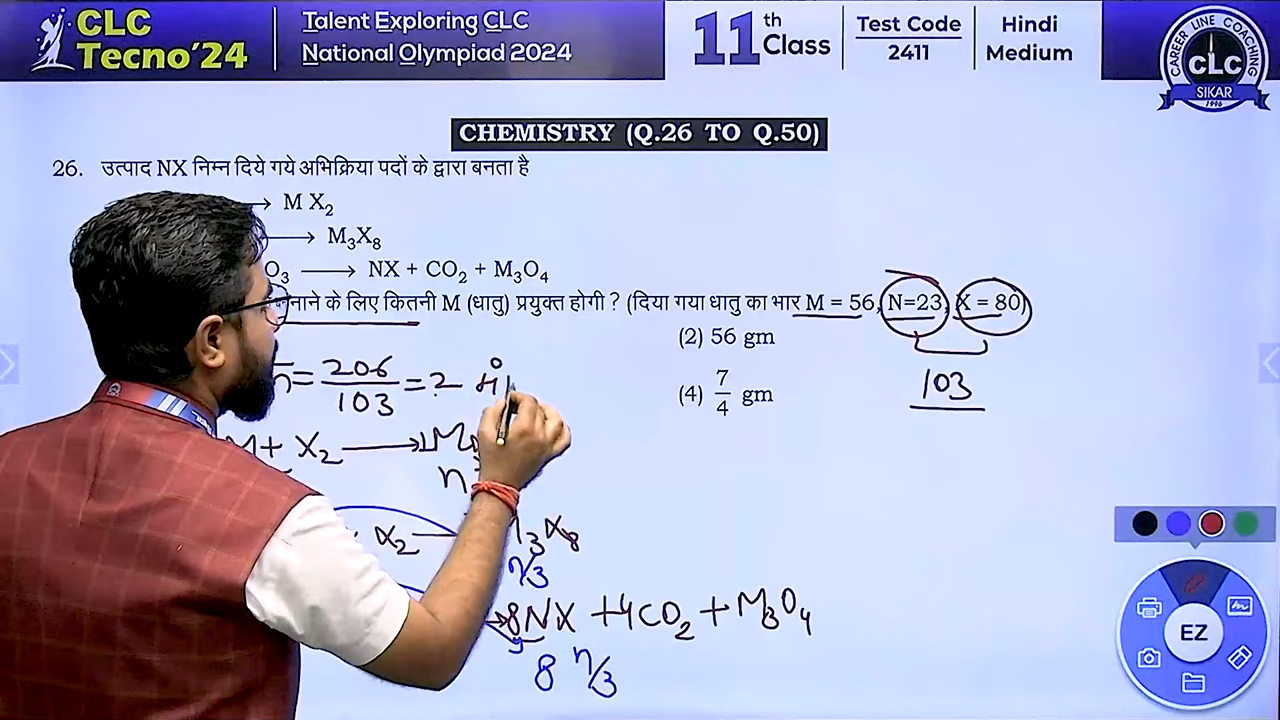 CLC
Tecno'24
Talent Exploring CLC
National Olympiad 2024
11th Class
Test Code
2411
Hindi
Medium
CAREER LINE COACHING
CLC
SIKAR
1996
CHEMISTRY (Q.26 TO Q.50)
26. उत्पाद NX निम्न दिये गये अभिक्रिया पदों के द्वारा बनता है
→ M X2
→ M3X8
O3 → NX + CO2 + M3O4
नाने के लिए कितनी M (धातु) प्रयुक्त होगी ? (दिया गया धातु का भार M = 56, N=23, X = 80)
(2) 56 gm
n = 206/103 = 2
103
(4) 7/4 gm
M + X2 → M
n
X2 → 3X8
n/3
→ 8NX + 4CO2 + M3O4
8 n/3
EZ